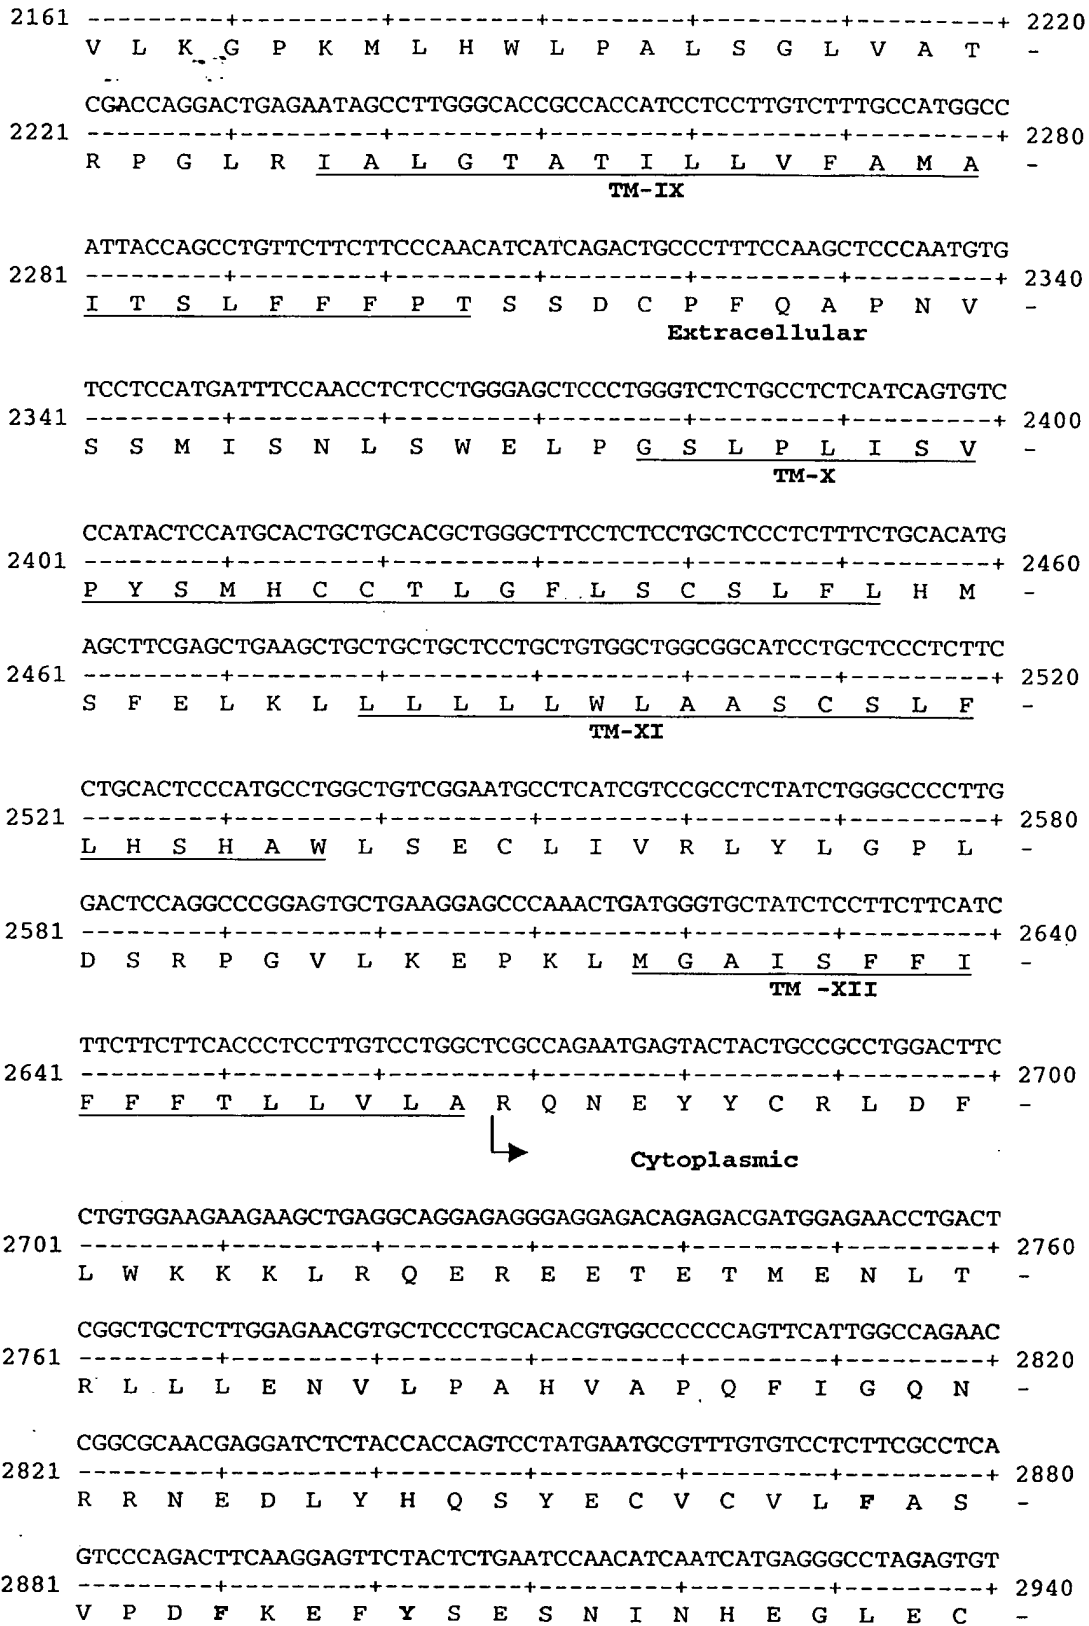 2161 ---------+---------+---------+---------+---------+---------+ 2220
V L K G P K M L H W L P A L S G L V A T -
CGACCAGGACTGAGAATAGCCTTGGGCACCGCCACCATCCTCCTTGTCTTTGCCATGGCC
2221 ---------+---------+---------+---------+---------+---------+ 2280
R P G L R I A L G T A T I L L V F A M A -
TM-IX
ATTACCAGCCTGTTCTTCTTCCCAACATCATCAGACTGCCCTTTCCAAGCTCCCAATGTG
2281 ---------+---------+---------+---------+---------+---------+ 2340
I T S L F F F P T S S D C P F Q A P N V -
Extracellular
TCCTCCATGATTTCCAACCTCTCCTGGGAGCTCCCTGGGTCTCTGCCTCTCATCAGTGTC
2341 ---------+---------+---------+---------+---------+---------+ 2400
S S M I S N L S W E L P G S L P L I S V -
TM-X
CCATACTCCATGCACTGCTGCACGCTGGGCTTCCTCTCCTGCTCCCTCTTTCTGCACATG
2401 ---------+---------+---------+---------+---------+---------+ 2460
P Y S M H C C T L G F L S C S L F L H M -
AGCTTCGAGCTGAAGCTGCTGCTGCTCCTGCTGTGGCTGGCGGCATCCTGCTCCCTCTTC
2461 ---------+---------+---------+---------+---------+---------+ 2520
S F E L K L L L L L L W L A A S C S L F -
TM-XI
CTGCACTCCCATGCCTGGCTGTCGGAATGCCTCATCGTCCGCCTCTATCTGGGCCCCTTG
2521 ---------+---------+---------+---------+---------+---------+ 2580
L H S H A W L S E C L I V R L Y L G P L -
GACTCCAGGCCCGGAGTGCTGAAGGAGCCCAAACTGATGGGTGCTATCTCCTTCTTCATC
2581 ---------+---------+---------+---------+---------+---------+ 2640
D S R P G V L K E P K L M G A I S F F I -
TM -XII
TTCTTCTTCACCCTCCTTGTCCTGGCTCGCCAGAATGAGTACTACTGCCGCCTGGACTTC
2641 ---------+---------+---------+---------+---------+---------+ 2700
F F F T L L V L A R Q N E Y Y C R L D F -
Cytoplasmic
CTGTGGAAGAAGAAGCTGAGGCAGGAGAGGGAGGAGACAGAGACGATGGAGAACCTGACT
2701 ---------+---------+---------+---------+---------+---------+ 2760
L W K K K L R Q E R E E T E T M E N L T -
CGGCTGCTCTTGGAGAACGTGCTCCCTGCACACGTGGCCCCCCAGTTCATTGGCCAGAAC
2761 ---------+---------+---------+---------+---------+---------+ 2820
R L L L E N V L P A H V A P Q F I G Q N -
CGGCGCAACGAGGATCTCTACCACCAGTCCTATGAATGCGTTTGTGTCCTCTTCGCCTCA
2821 ---------+---------+---------+---------+---------+---------+ 2880
R R N E D L Y H Q S Y E C V C V L F A S -
GTCCCAGACTTCAAGGAGTTCTACTCTGAATCCAACATCAATCATGAGGGCCTAGAGTGT
2881 ---------+---------+---------+---------+---------+---------+ 2940
V P D F K E F Y S E S N I N H E G L E C -